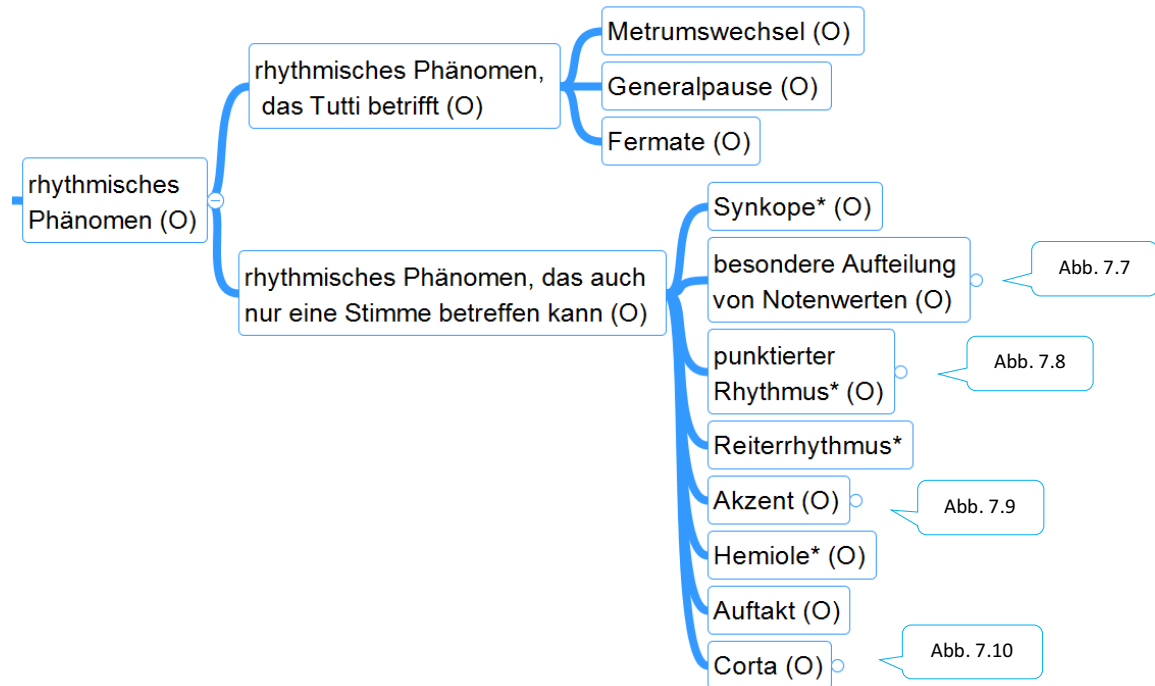 rhythmisches
Phänomen (O)
rhythmisches Phänomen,
das Tutti betrifft (O)
Metrumswechsel (O)
Generalpause (O)
Fermate (O)
rhythmisches Phänomen, das auch
nur eine Stimme betreffen kann (O)
Synkope* (O)
besondere Aufteilung
von Notenwerten (O)
Abb. 7.7
punktierter
Rhythmus* (O)
Abb. 7.8
Reiterrhythmus*
Akzent (O)
Abb. 7.9
Hemiole* (O)
Auftakt (O)
Corta (O)
Abb. 7.10